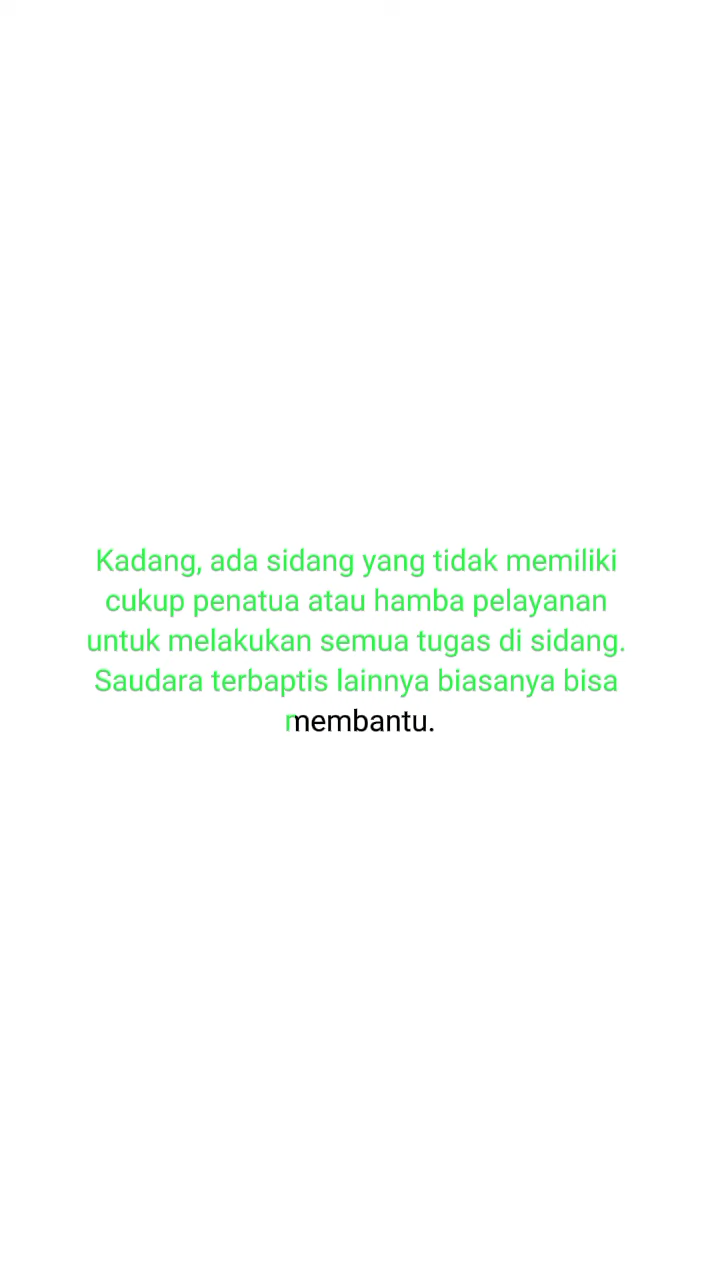 Kadang, ada sidang yang tidak memiliki
cukup penatua atau hamba pelayanan
untuk melakukan semua tugas di sidang.
Saudara terbaptis lainnya biasanya bisa
membantu.